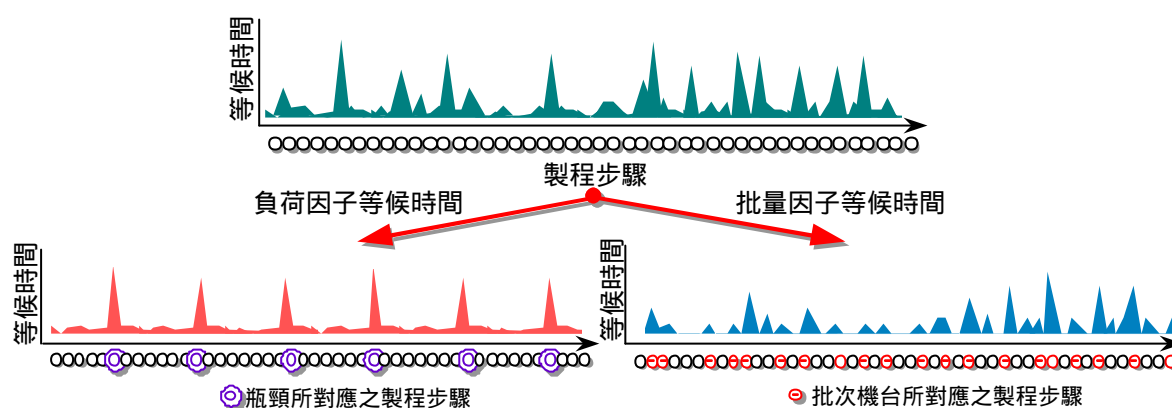 等候時間
製程步驟
負荷因子等候時間
批量因子等候時間
等候時間
等候時間
瓶頸所對應之製程步驟
批次機台所對應之製程步驟